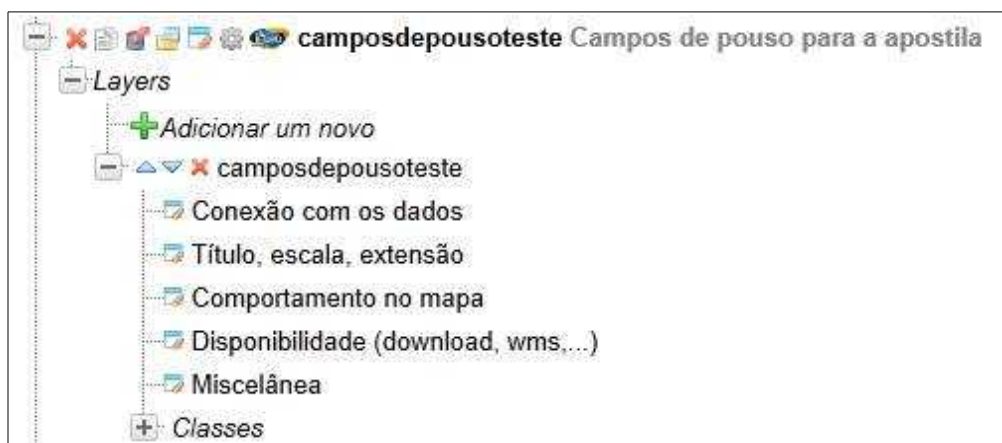 camposdepousoteste Campos de pouso para a apostila
Layers
Adicionar um novo
camposdepousoteste
Conexão com os dados
Título, escala, extensão
Comportamento no mapa
Disponibilidade (download, wms,...)
Miscelânea
Classes